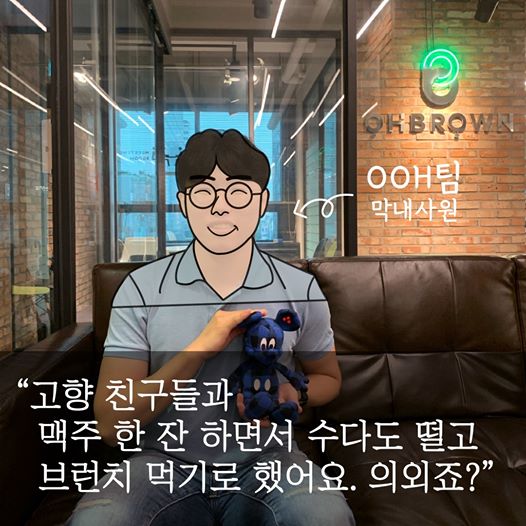 OHBROWN
OOH팀
막내사원
“고향 친구들과
맥주 한 잔 하면서 수다도 떨고
브런치 먹기로 했어요. 의외죠?”